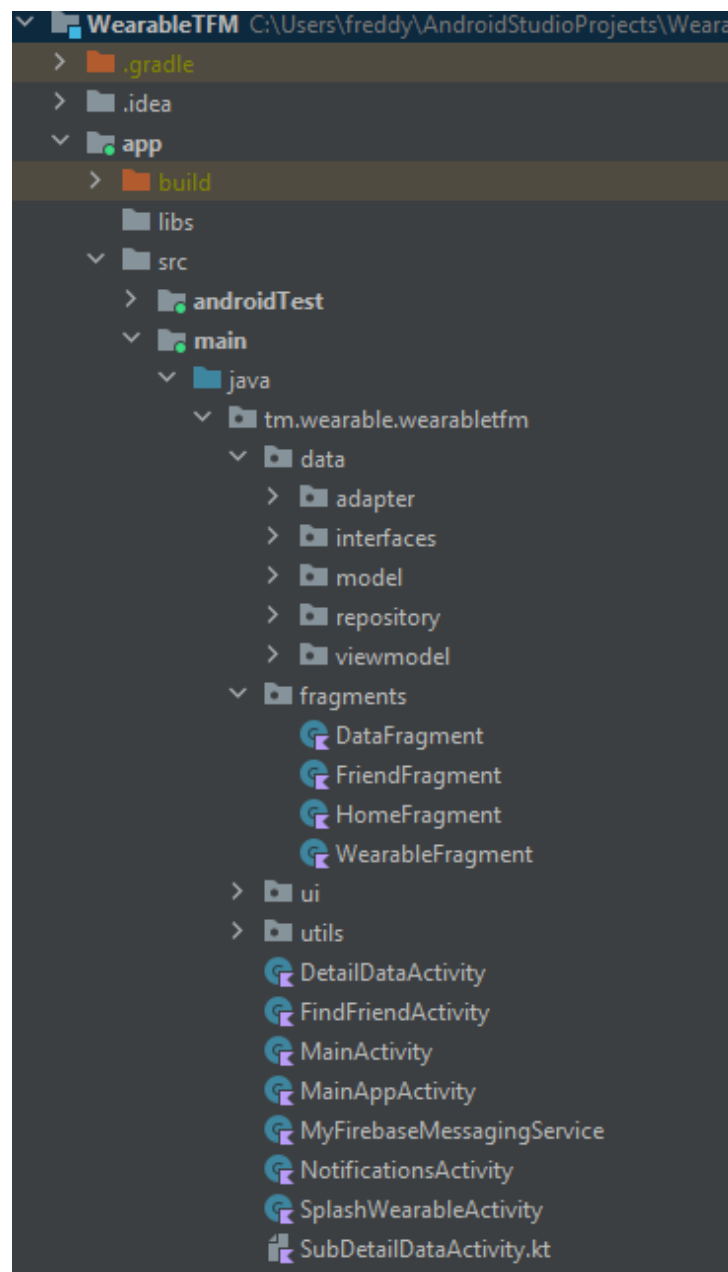 WearableTFM C:\Users\freddy\AndroidStudioProjects\Weara
.gradle
.idea
app
build
libs
src
androidTest
main
java
tm.wearable.wearabletfm
data
adapter
interfaces
model
repository
viewmodel
fragments
DataFragment
FriendFragment
HomeFragment
WearableFragment
ui
utils
DetailDataActivity
FindFriendActivity
MainActivity
MainAppActivity
MyFirebaseMessagingService
NotificationsActivity
SplashWearableActivity
SubDetailDataActivity.kt